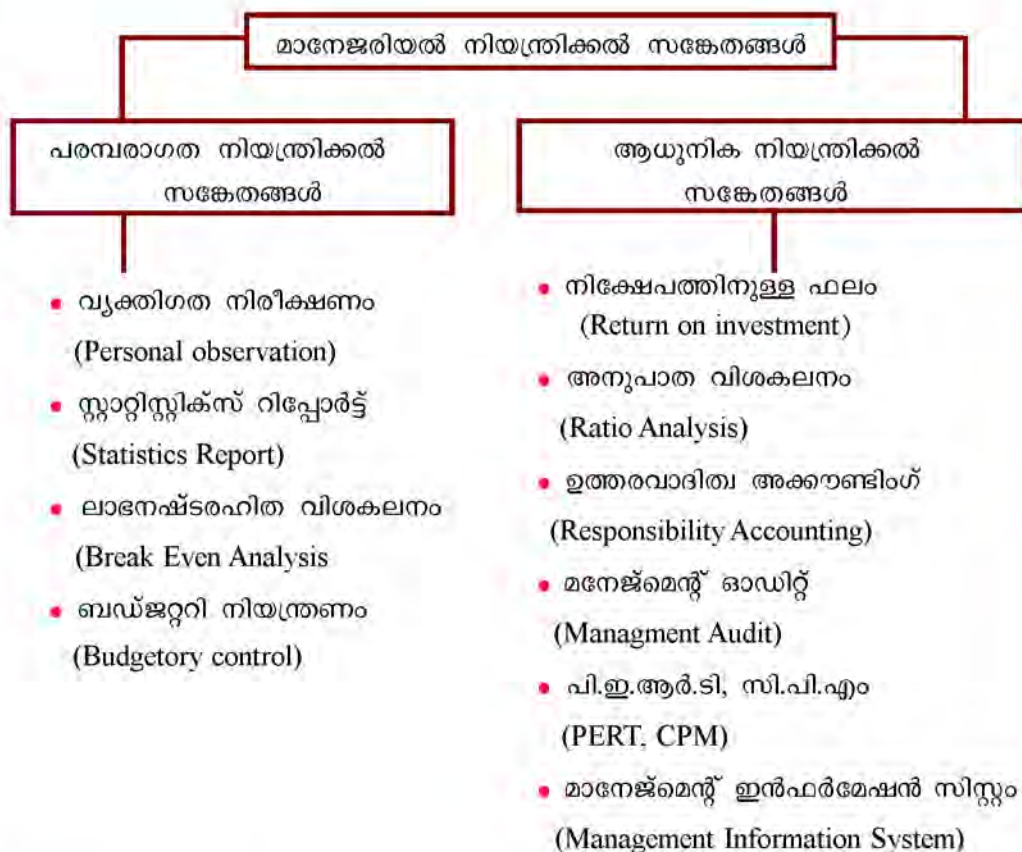 മാനേജരിയൽ നിയന്ത്രിക്കൽ സങ്കേതങ്ങൾ
പരമ്പരാഗത നിയന്ത്രിക്കൽ
സങ്കേതങ്ങൾ
• വ്യക്തിഗത നിരീക്ഷണം
(Personal observation)
• സ്റ്റാറ്റിസ്റ്റിക്സ് റിപ്പോർട്ട്
(Statistics Report)
• ലാഭനഷ്ടരഹിത വിശകലനം
(Break Even Analysis
• ബഡ്ജറ്ററി നിയന്ത്രണം
(Budgetory control)
ആധുനിക നിയന്ത്രിക്കൽ
സങ്കേതങ്ങൾ
• നിക്ഷേപത്തിനുള്ള ഫലം
(Return on investment)
• അനുപാത വിശകലനം
(Ratio Analysis)
• ഉത്തരവാദിത്വ അക്കൗണ്ടിംഗ്
(Responsibility Accounting)
• മനേജ്മെന്റ് ഓഡിറ്റ്
(Managment Audit)
• പി.ഇ.ആർ.ടി, സി.പി.എം
(PERT, CPM)
• മാനേജ്മെന്റ് ഇൻഫർമേഷൻ സിസ്റ്റം
(Management Information System)